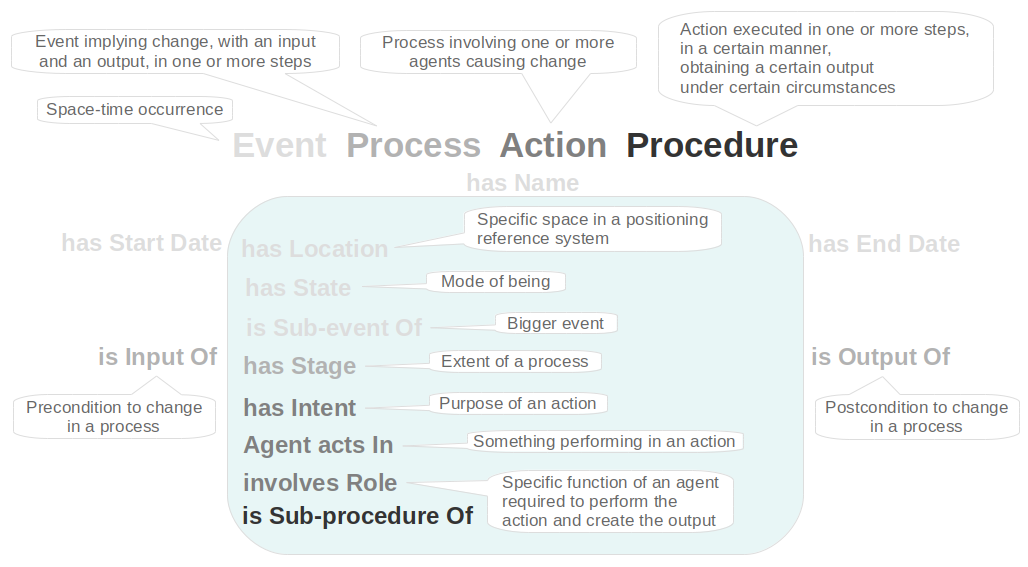 Event implying change, with an input
and an output, in one or more steps
Process involving one or more
agents causing change
Action executed in one or more steps,
in a certain manner,
obtaining a certain output
under certain circumstances
Space-time occurrence
Event Process Action Procedure
has Name
has Start Date
has Location
Specific space in a positioning
reference system
has End Date
has State
Mode of being
is Sub-event Of
Bigger event
is Input Of
has Stage
Extent of a process
is Output Of
Precondition to change
in a process
has Intent
Purpose of an action
Postcondition to change
in a process
Agent acts In
Something performing in an action
involves Role
Specific function of an agent
required to perform the
action and create the output
is Sub-procedure Of